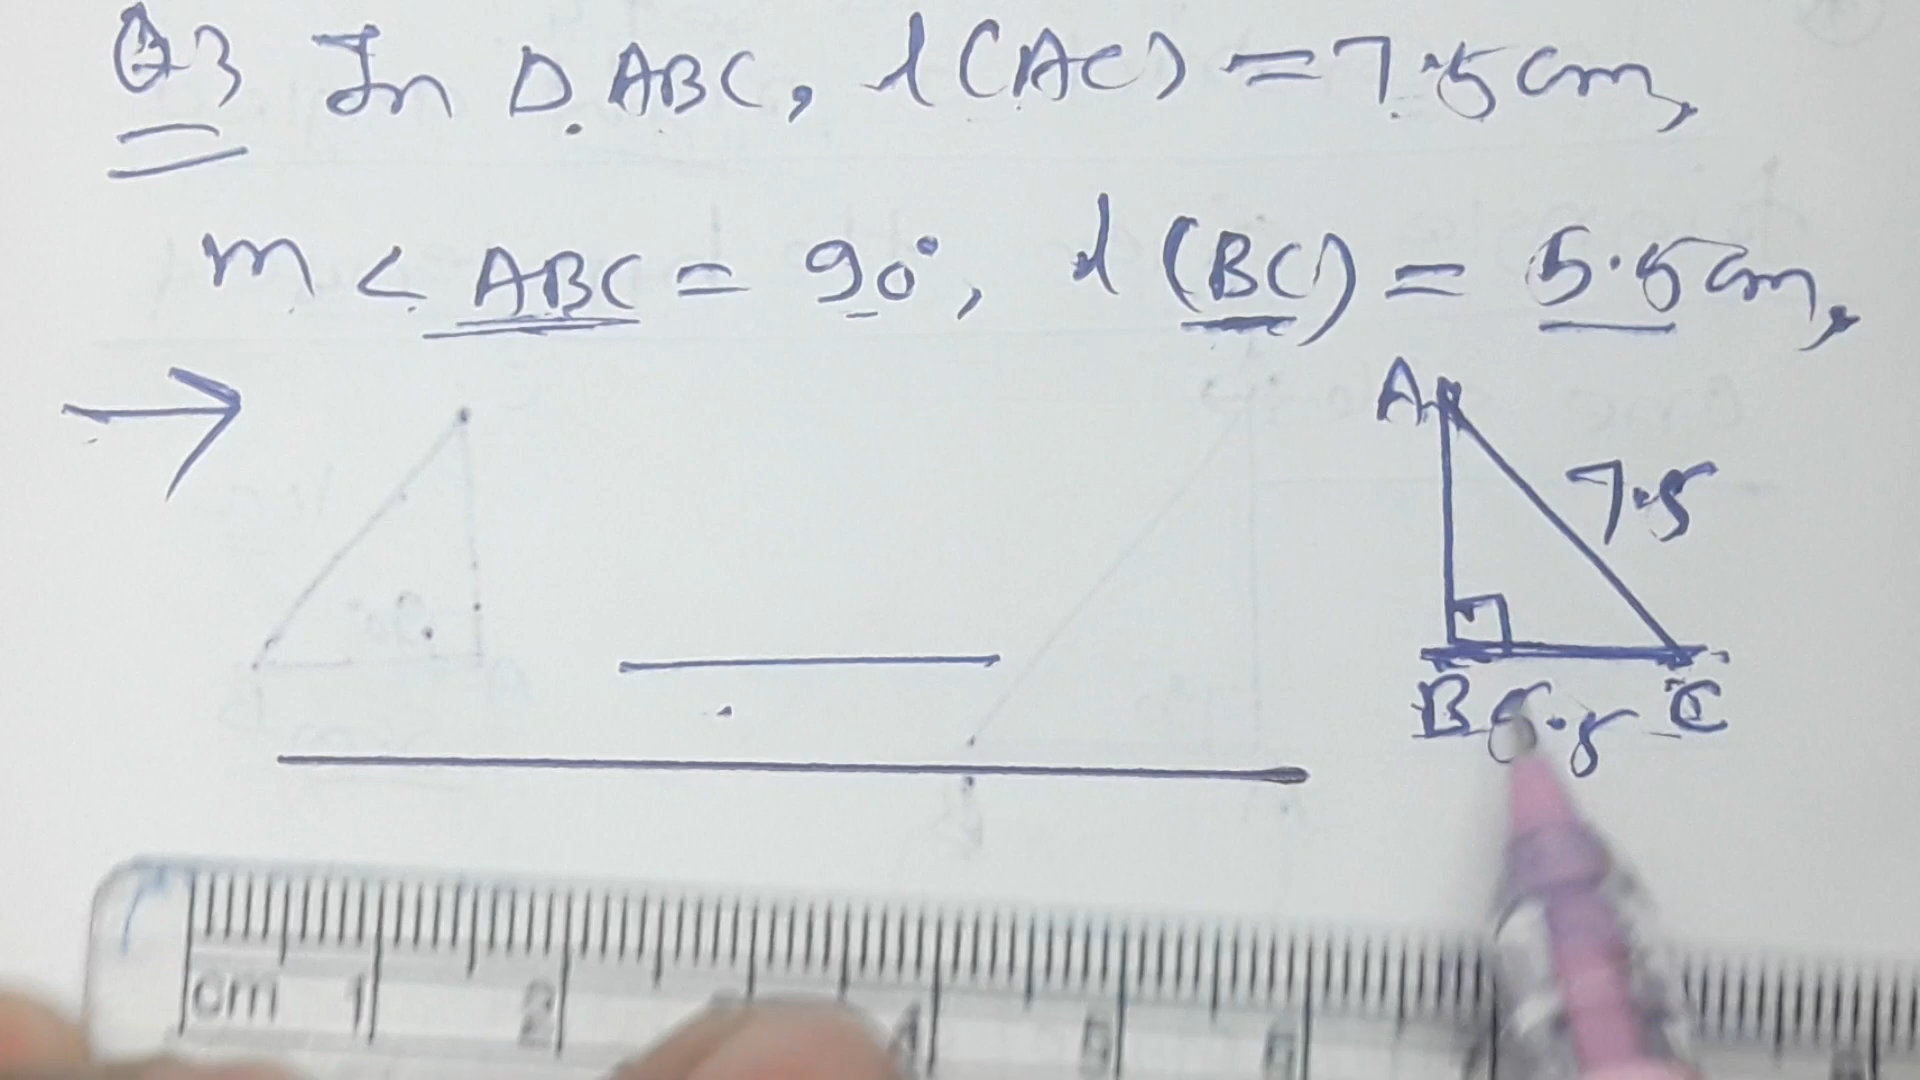 Q3 In Δ ABC, l(AC) = 7.5 cm,
m < ABC = 90°, l (BC) = 5.5 cm,
A
7.5
B 5.5 C
cm 1 2 4 5 6